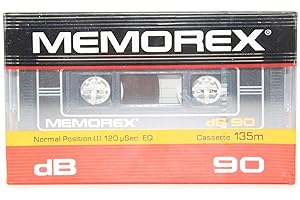 MEMOREX®
MEMOREX dB 90
Normal Position (I) 120 µSec. EQ Cassette 135m
dB 90